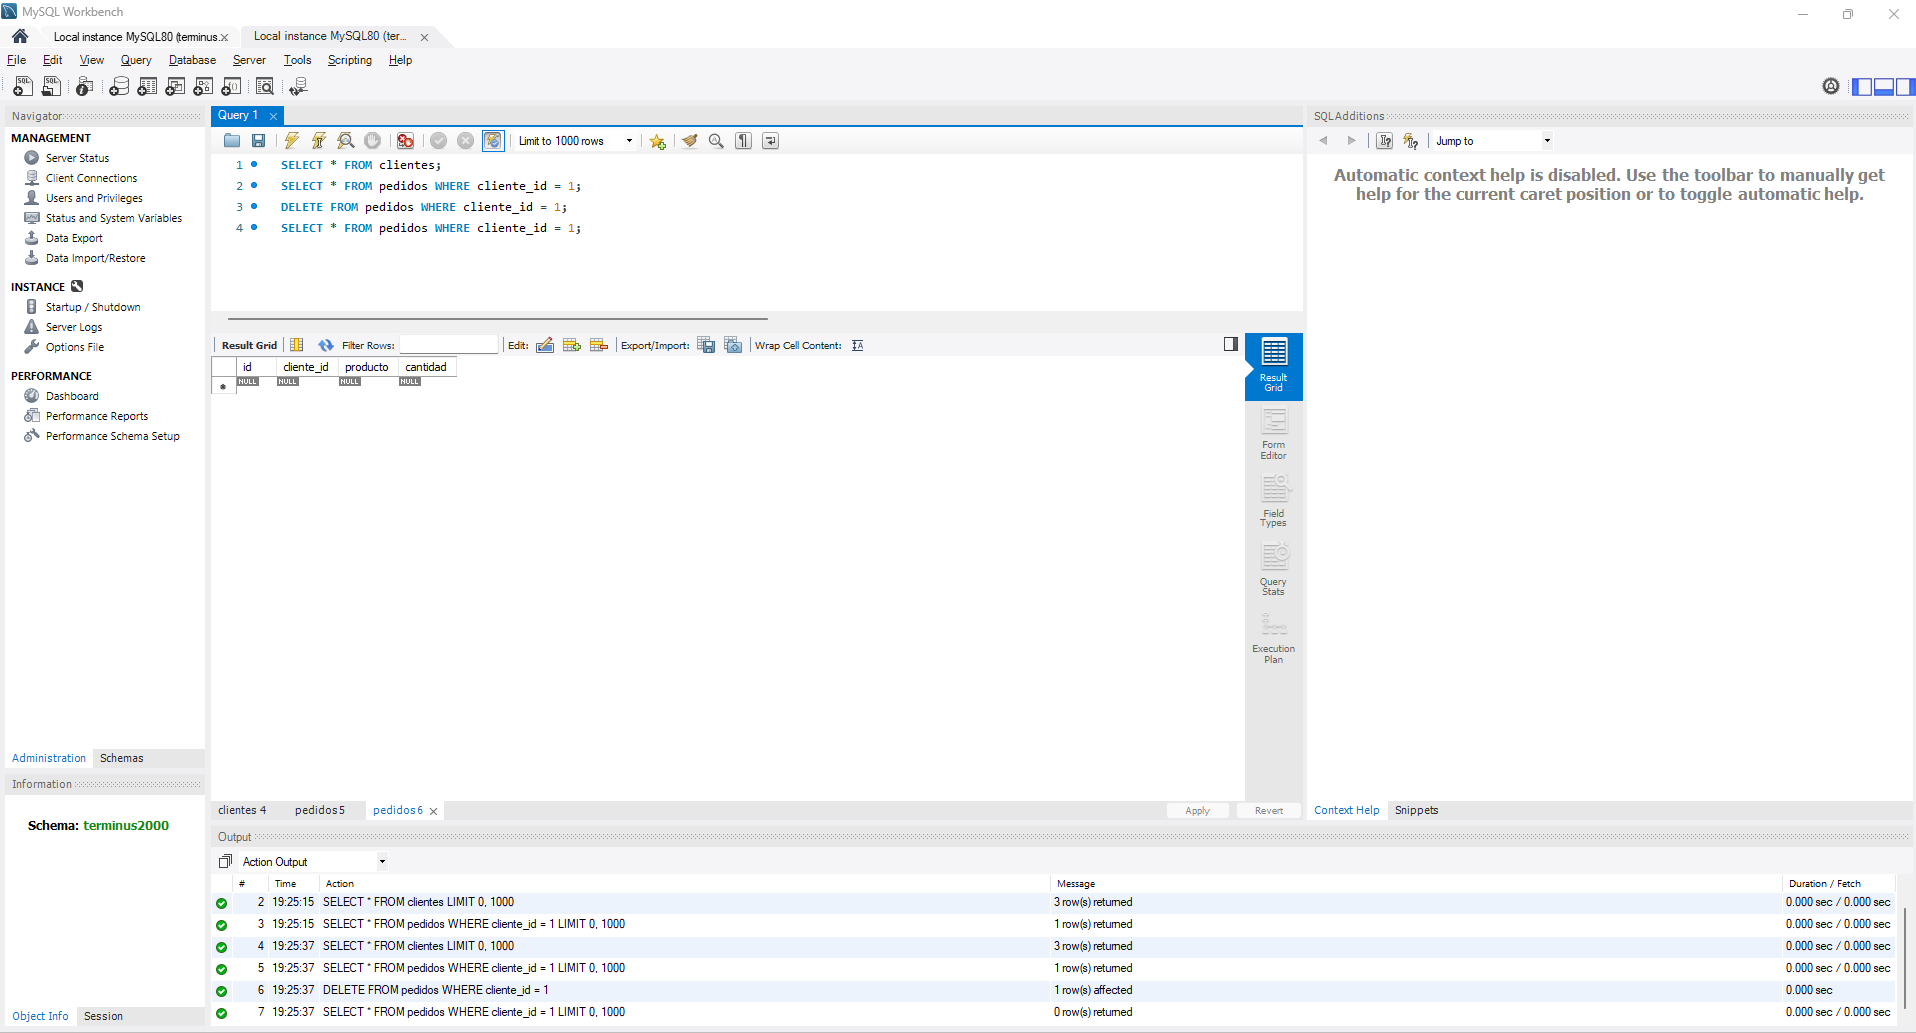 MySQL Workbench
Local instance MySQL80 (terminus.x
Local instance MySQL80 (ter...
File Edit View Query Database Server Tools Scripting Help
Navigator
MANAGEMENT
Server Status
Client Connections
Users and Privileges
Status and System Variables
Data Export
Data Import/Restore
INSTANCE
Startup / Shutdown
Server Logs
Options File
PERFORMANCE
Dashboard
Performance Reports
Performance Schema Setup
Administration Schemas
Information
Schema: terminus2000
Object Info Session
Query 1
Limit to 1000 rows
1 SELECT * FROM clientes;
2 SELECT * FROM pedidos WHERE cliente_id = 1;
3 DELETE FROM pedidos WHERE cliente_id = 1;
4 SELECT * FROM pedidos WHERE cliente_id = 1;
Result Grid Filter Rows: Edit: Export/Import: Wrap Cell Content:
id cliente_id producto cantidad
NULL NULL NULL NULL
Result
Grid
Form
Editor
Field
Types
Query
Stats
Execution
Plan
clientes 4 pedidos 5 pedidos 6 Apply Revert
SQLAdditions
Jump to
Automatic context help is disabled. Use the toolbar to manually get
help for the current caret position or to toggle automatic help.
Context Help Snippets
Output
Action Output
# Time Action Message Duration / Fetch
2 19:25:15 SELECT * FROM clientes LIMIT 0, 1000 3 row(s) returned 0.000 sec / 0.000 sec
3 19:25:15 SELECT * FROM pedidos WHERE cliente_id = 1 LIMIT 0, 1000 1 row(s) returned 0.000 sec / 0.000 sec
4 19:25:37 SELECT * FROM clientes LIMIT 0, 1000 3 row(s) returned 0.000 sec / 0.000 sec
5 19:25:37 SELECT * FROM pedidos WHERE cliente_id = 1 LIMIT 0, 1000 1 row(s) returned 0.000 sec / 0.000 sec
6 19:25:37 DELETE FROM pedidos WHERE cliente_id = 1 1 row(s) affected 0.000 sec
7 19:25:37 SELECT * FROM pedidos WHERE cliente_id = 1 LIMIT 0, 1000 0 row(s) returned 0.000 sec / 0.000 sec